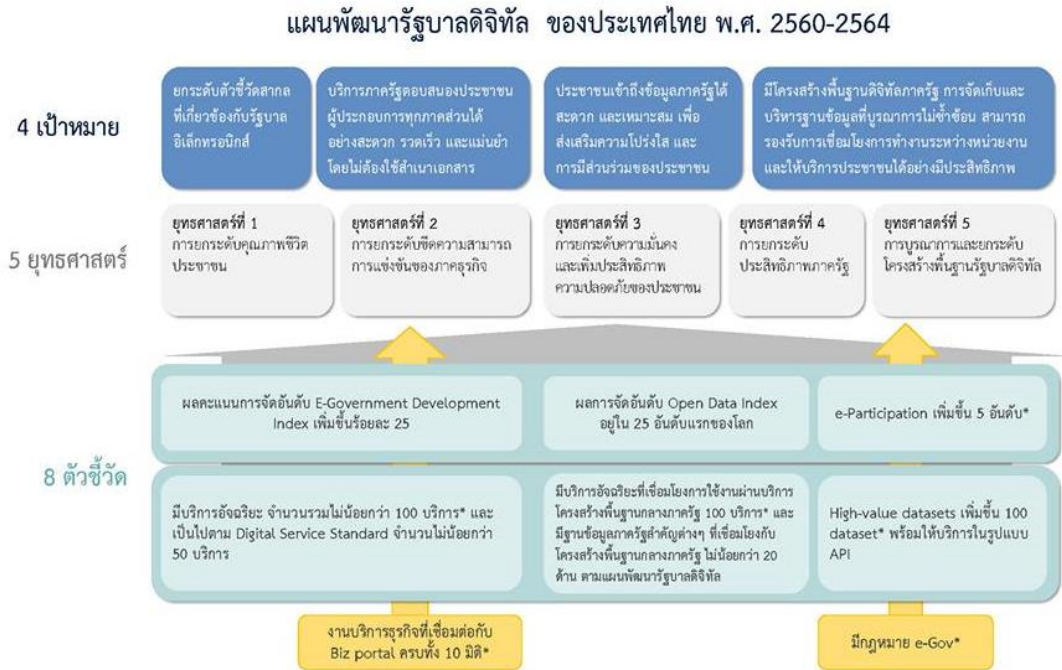 แผนพัฒนารัฐบาลดิจิทัล ของประเทศไทย พ.ศ. 2560-2564
4 เป้าหมาย
ยกระดับตัวชี้วัดสากล
ที่เกี่ยวข้องกับรัฐบาล
อิเล็กทรอนิกส์
บริการภาครัฐตอบสนองประชาชน
ผู้ประกอบการทุกภาคส่วนได้
อย่างสะดวก รวดเร็ว และแม่นยำ
โดยไม่ต้องใช้สำเนาเอกสาร
ประชาชนเข้าถึงข้อมูลภาครัฐได้
สะดวก และเหมาะสม เพื่อ
ส่งเสริมความโปร่งใส และ
การมีส่วนร่วมของประชาชน
มีโครงสร้างพื้นฐานดิจิทัลภาครัฐ การจัดเก็บและ
บริหารฐานข้อมูลที่บูรณาการไม่ซ้ำซ้อน สามารถ
รองรับการเชื่อมโยงการทำงานระหว่างหน่วยงาน
และให้บริการประชาชนได้อย่างมีประสิทธิภาพ
5 ยุทธศาสตร์
ยุทธศาสตร์ที่ 1
การยกระดับคุณภาพชีวิต
ประชาชน
ยุทธศาสตร์ที่ 2
การยกระดับขีดความสามารถ
การแข่งขันของภาคธุรกิจ
ยุทธศาสตร์ที่ 3
การยกระดับความมั่นคง
และเพิ่มประสิทธิภาพ
ความปลอดภัยของประชาชน
ยุทธศาสตร์ที่ 4
การยกระดับ
ประสิทธิภาพภาครัฐ
ยุทธศาสตร์ที่ 5
การบูรณาการและยกระดับ
โครงสร้างพื้นฐานรัฐบาลดิจิทัล
8 ตัวชี้วัด
ผลคะแนนการจัดอันดับ E-Government Development
Index เพิ่มขึ้นร้อยละ 25
ผลการจัดอันดับ Open Data Index
อยู่ใน 25 อันดับแรกของโลก
e-Participation เพิ่มขึ้น 5 อันดับ*
มีบริการอัจฉริยะ จำนวนรวมไม่น้อยกว่า 100 บริการ* และ
เป็นไปตาม Digital Service Standard จำนวนไม่น้อยกว่า
50 บริการ
มีบริการอัจฉริยะที่เชื่อมโยงการใช้งานผ่านบริการ
โครงสร้างพื้นฐานกลางภาครัฐ 100 บริการ* และ
มีฐานข้อมูลภาครัฐสำคัญต่างๆ ที่เชื่อมโยงกับ
โครงสร้างพื้นฐานกลางภาครัฐ ไม่น้อยกว่า 20
ด้าน ตามแผนพัฒนารัฐบาลดิจิทัล
High-value datasets เพิ่มขึ้น 100
dataset* พร้อมให้บริการในรูปแบบ
API
งานบริการธุรกิจที่เชื่อมต่อกับ
Biz portal ครบทั้ง 10 มิติ*
มีกฎหมาย e-Gov*